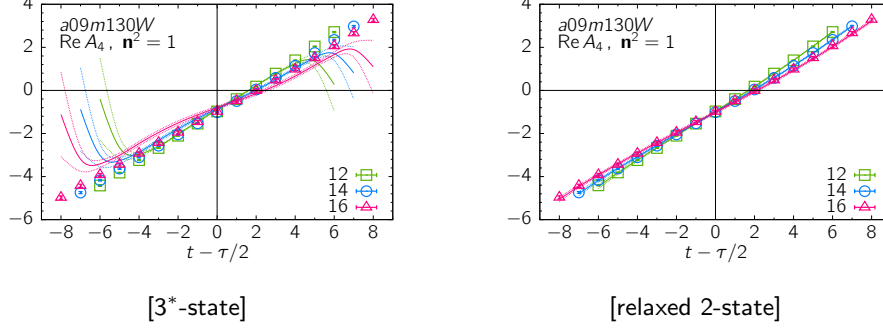 a09m130W
Re A₄ , n² = 1
4
2
0
−2
−4
−6
12
14
16
−8 −6 −4 −2 0 2 4 6 8
t − τ/2
[3*-state]
a09m130W
Re A₄ , n² = 1
4
2
0
−2
−4
−6
12
14
16
−8 −6 −4 −2 0 2 4 6 8
t − τ/2
[relaxed 2-state]